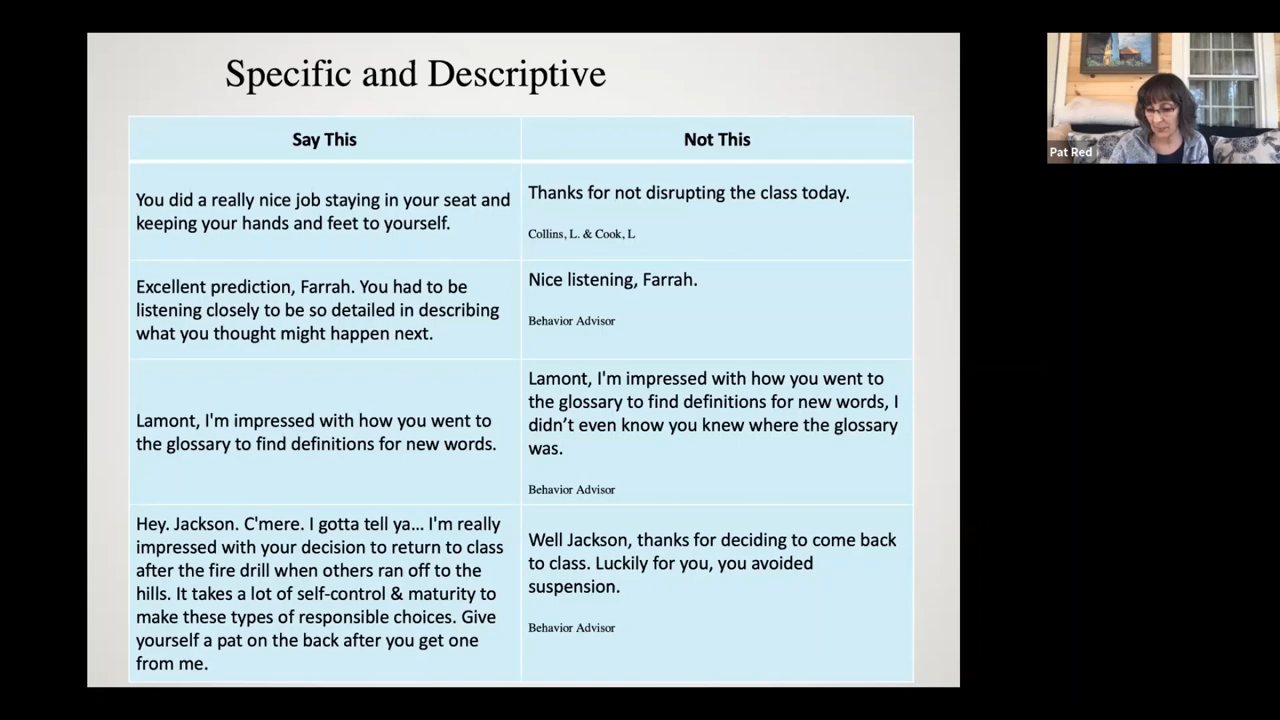 Specific and Descriptive
Say This
Not This
You did a really nice job staying in your seat and
keeping your hands and feet to yourself.
Thanks for not disrupting the class today.
Collins, L. & Cook, L
Excellent prediction, Farrah. You had to be
listening closely to be so detailed in describing
what you thought might happen next.
Nice listening, Farrah.
Behavior Advisor
Lamont, I'm impressed with how you went to
the glossary to find definitions for new words.
Lamont, I'm impressed with how you went to
the glossary to find definitions for new words, I
didn’t even know you knew where the glossary
was.
Behavior Advisor
Hey. Jackson. C'mere. I gotta tell ya... I'm really
impressed with your decision to return to class
after the fire drill when others ran off to the
hills. It takes a lot of self-control & maturity to
make these types of responsible choices. Give
yourself a pat on the back after you get one
from me.
Well Jackson, thanks for deciding to come back
to class. Luckily for you, you avoided
suspension.
Behavior Advisor
Pat Red